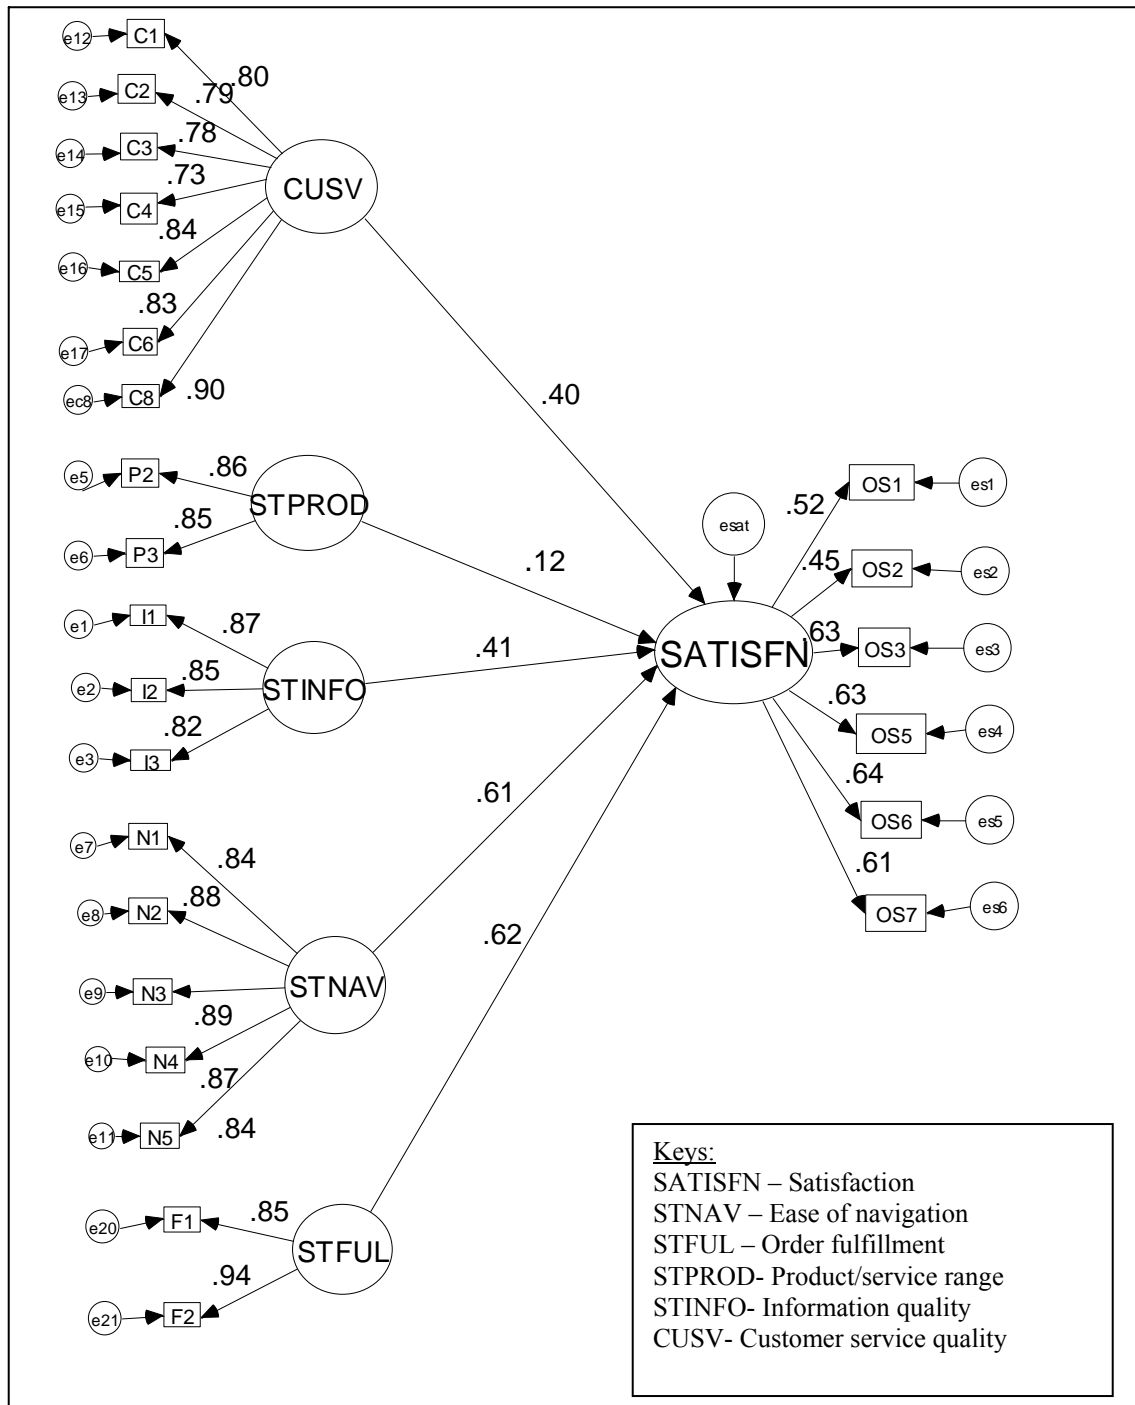 e12 C1
.80
e13 C2 .79
e14 C3 .78
CUSV
e15 C4 .73
.84
e16 C5
.83
e17 C6
ec8 C8 .90
.40
e5 P2 .86
STPROD
.85
e6 P3
.12
e1 I1
.87
e2 I2 .85
STINFO
.41
.82
e3 I3
esat
SATISFN
.52 OS1 es1
.45 OS2 es2
.63 OS3 es3
.63
OS5 es4
.64
OS6 es5
.61
OS7 es6
.61
e7 N1
.84
e8 N2 .88
STNAV
e9 N3
.89
e10 N4
.87
e11 N5 .84
.62
e20 F1 .85
STFUL
.94
e21 F2
Keys:
SATISFN – Satisfaction
STNAV – Ease of navigation
STFUL – Order fulfillment
STPROD- Product/service range
STINFO- Information quality
CUSV- Customer service quality